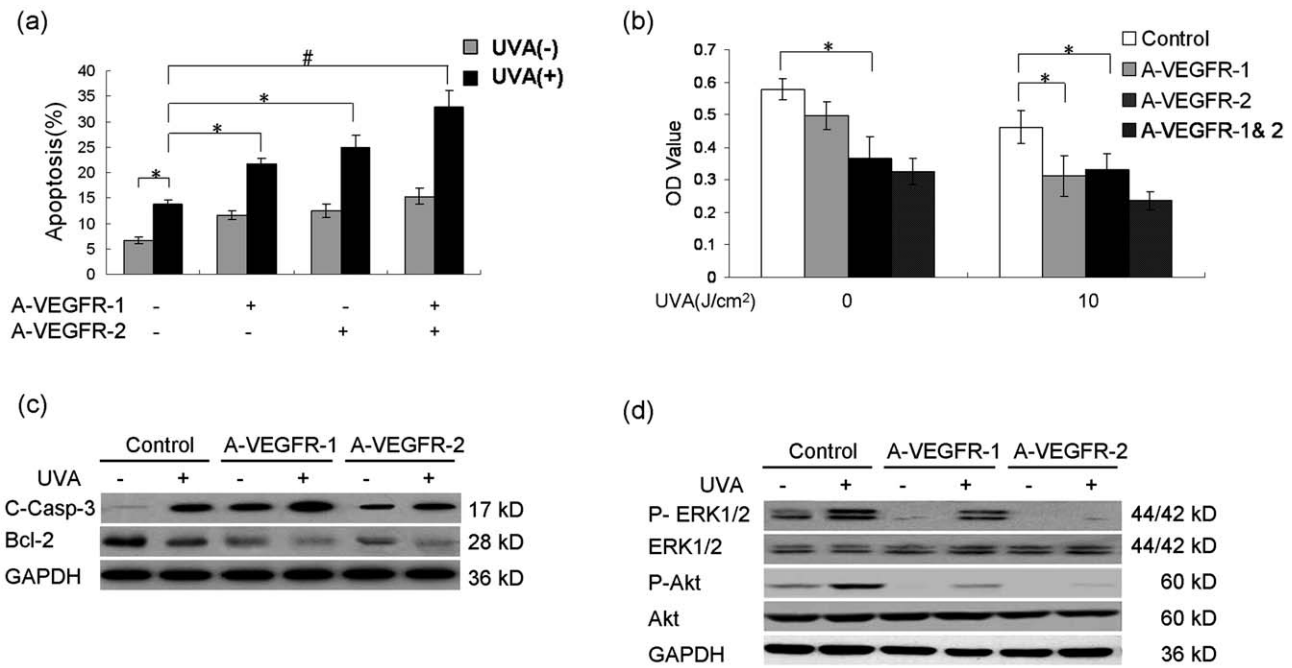 (a)
UVA(-)
UVA(+)
#
*
*
*
40
35
30
25
20
15
10
5
0
Apoptosis(%)
A-VEGFR-1 - + - +
A-VEGFR-2 - - + +
(b)
Control
A-VEGFR-1
A-VEGFR-2
A-VEGFR-1& 2
*
*
*
0.7
0.6
0.5
0.4
0.3
0.2
0.1
0
OD Value
UVA(J/cm²) 0 10
(c)
Control A-VEGFR-1 A-VEGFR-2
UVA - + - + - +
C-Casp-3 17 kD
Bcl-2 28 kD
GAPDH 36 kD
(d)
Control A-VEGFR-1 A-VEGFR-2
UVA - + - + - +
P- ERK1/2 44/42 kD
ERK1/2 44/42 kD
P-Akt 60 kD
Akt 60 kD
GAPDH 36 kD